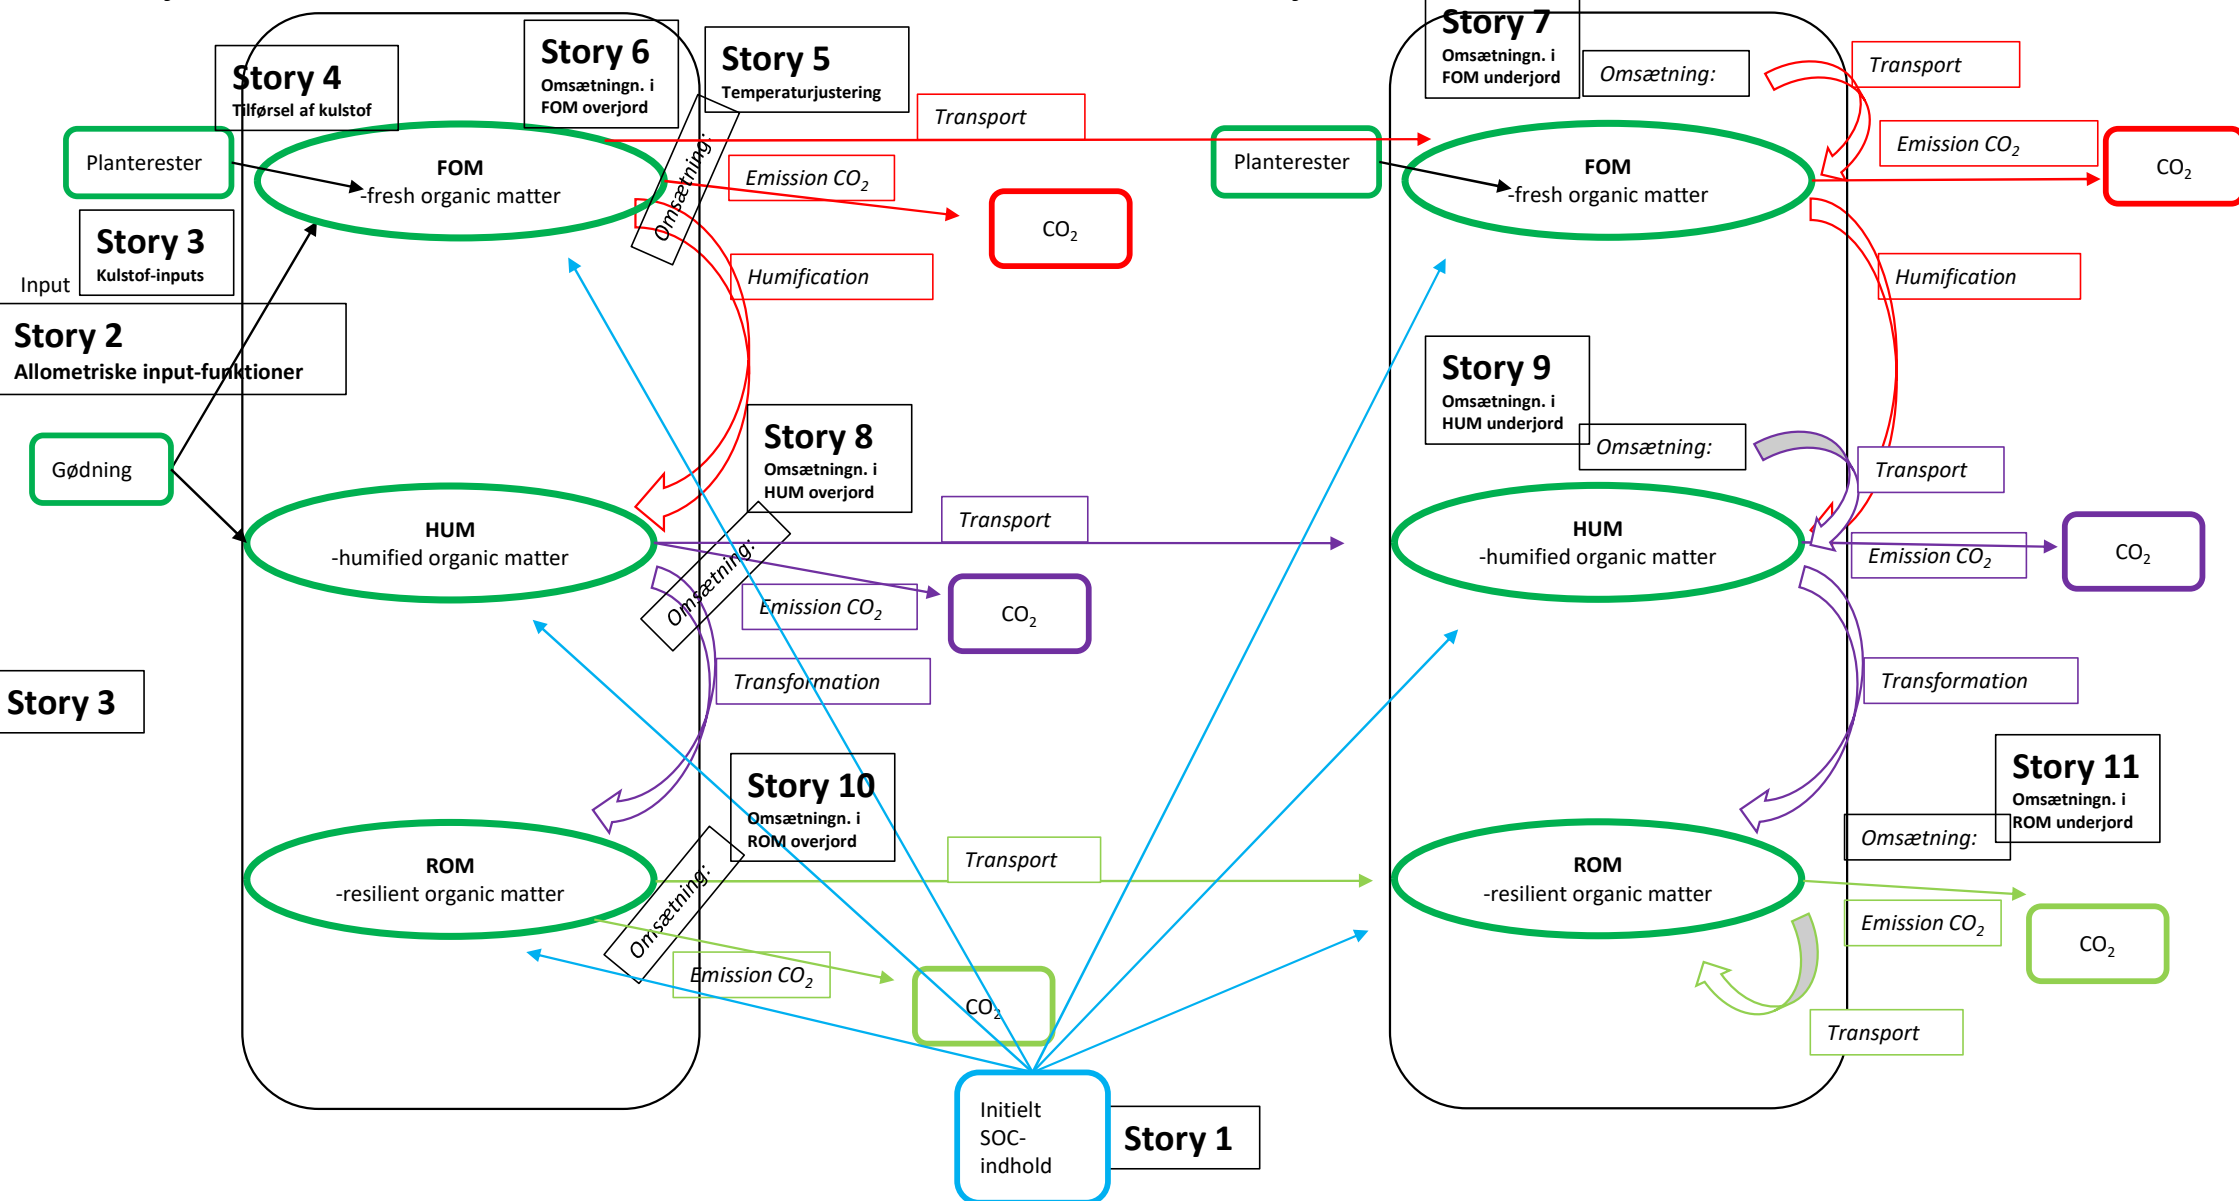 Story 4
Tilførsel af kulstof
Story 6
Omsætningn. i
FOM overjord
Story 5
Temperaturjustering
Story 7
Omsætningn. i
FOM underjord
Omsætning:
Transport
Planterester
FOM
-fresh organic matter
Omsætning:
Transport
Emission CO2
CO2
Planterester
FOM
-fresh organic matter
Emission CO2
CO2
Story 3
Kulstof-inputs
Input
Humification
Humification
Story 2
Allometriske input-funktioner
Story 9
Omsætningn. i
HUM underjord
Omsætning:
Transport
Gødning
Story 8
Omsætningn. i
HUM overjord
HUM
-humified organic matter
Omsætning:
Transport
Emission CO2
CO2
HUM
-humified organic matter
Emission CO2
CO2
Transformation
Transformation
Story 3
Story 10
Omsætningn. i
ROM overjord
Story 11
Omsætningn. i
ROM underjord
Omsætning:
ROM
-resilient organic matter
Omsætning:
Transport
Emission CO2
CO2
ROM
-resilient organic matter
Emission CO2
CO2
Transport
Initielt
SOC-
indhold
Story 1